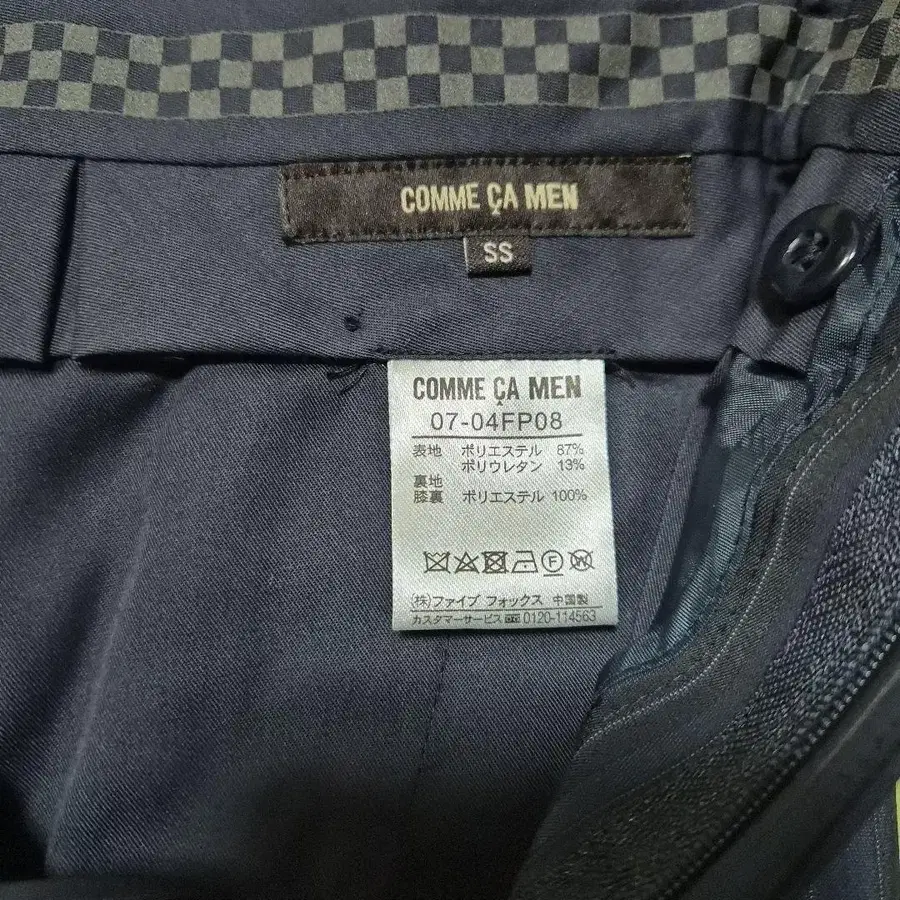 COMME ÇA MEN
SS
COMME ÇA MEN
07-04FP08
表地 ポリエステル 87%
ポリウレタン 13%
裏地
膝裏 ポリエステル 100%
F W
(株)ファイブ フォックス 中国製
カスタマーサービス 0120-114563